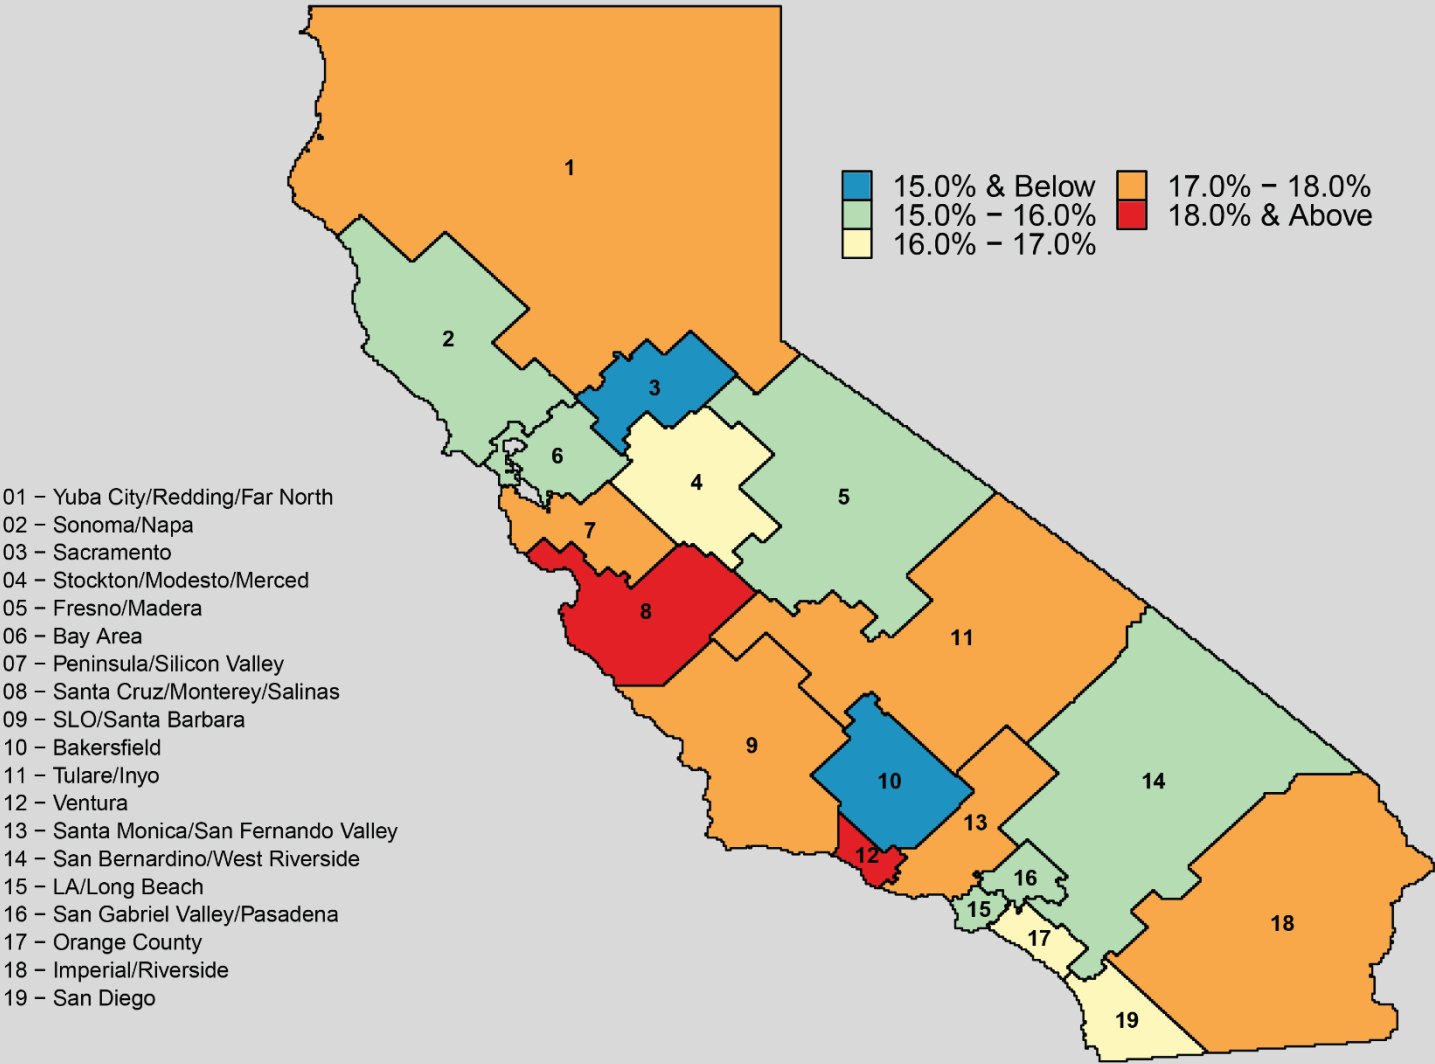 1
15.0% & Below
17.0% − 18.0%
15.0% − 16.0%
18.0% & Above
16.0% − 17.0%
2
3
6
4
5
7
8
11
9
10
14
13
12
16
15
17
18
19
01 − Yuba City/Redding/Far North
02 − Sonoma/Napa
03 − Sacramento
04 − Stockton/Modesto/Merced
05 − Fresno/Madera
06 − Bay Area
07 − Peninsula/Silicon Valley
08 − Santa Cruz/Monterey/Salinas
09 − SLO/Santa Barbara
10 − Bakersfield
11 − Tulare/Inyo
12 − Ventura
13 − Santa Monica/San Fernando Valley
14 − San Bernardino/West Riverside
15 − LA/Long Beach
16 − San Gabriel Valley/Pasadena
17 − Orange County
18 − Imperial/Riverside
19 − San Diego